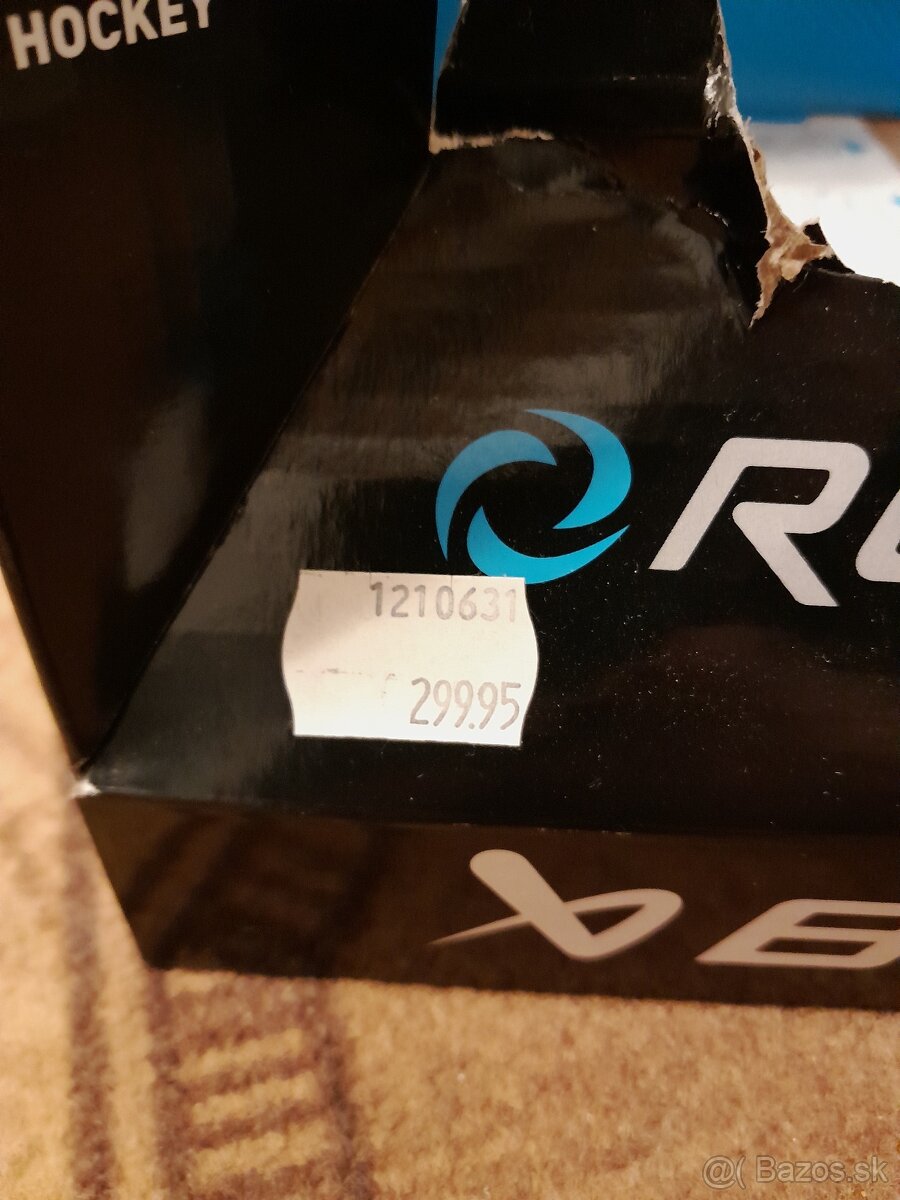 HOCKEY
R
1210631
299.95
@( Bazos.sk